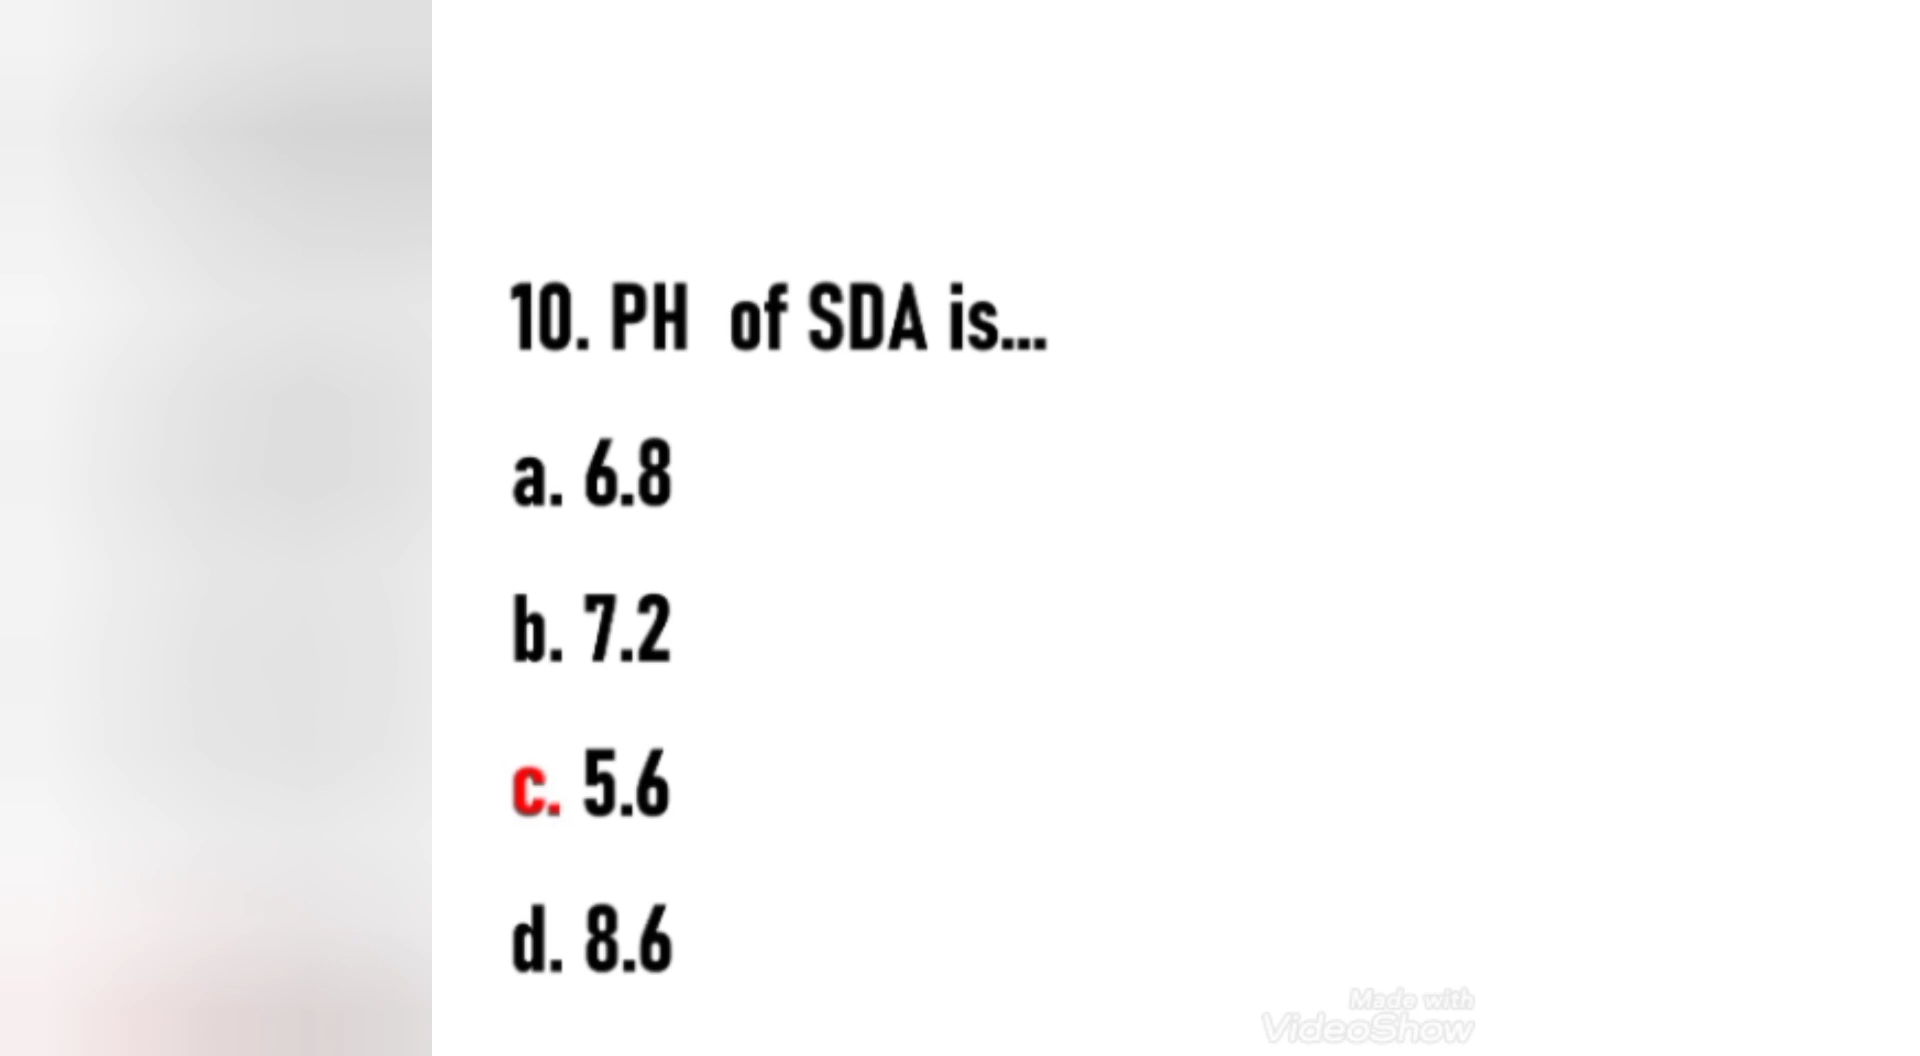 10. PH of SDA is...
a. 6.8
b. 7.2
c. 5.6
d. 8.6
Made with
VideoShow